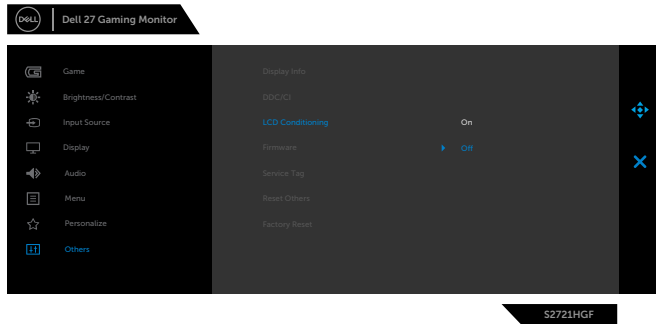 DELL
Dell 27 Gaming Monitor
Game
Display Info
Brightness/Contrast
DDC/CI
Input Source
LCD Conditioning
On
Display
Firmware
Off
Audio
Service Tag
Menu
Reset Others
Personalize
Factory Reset
Others
S2721HGF